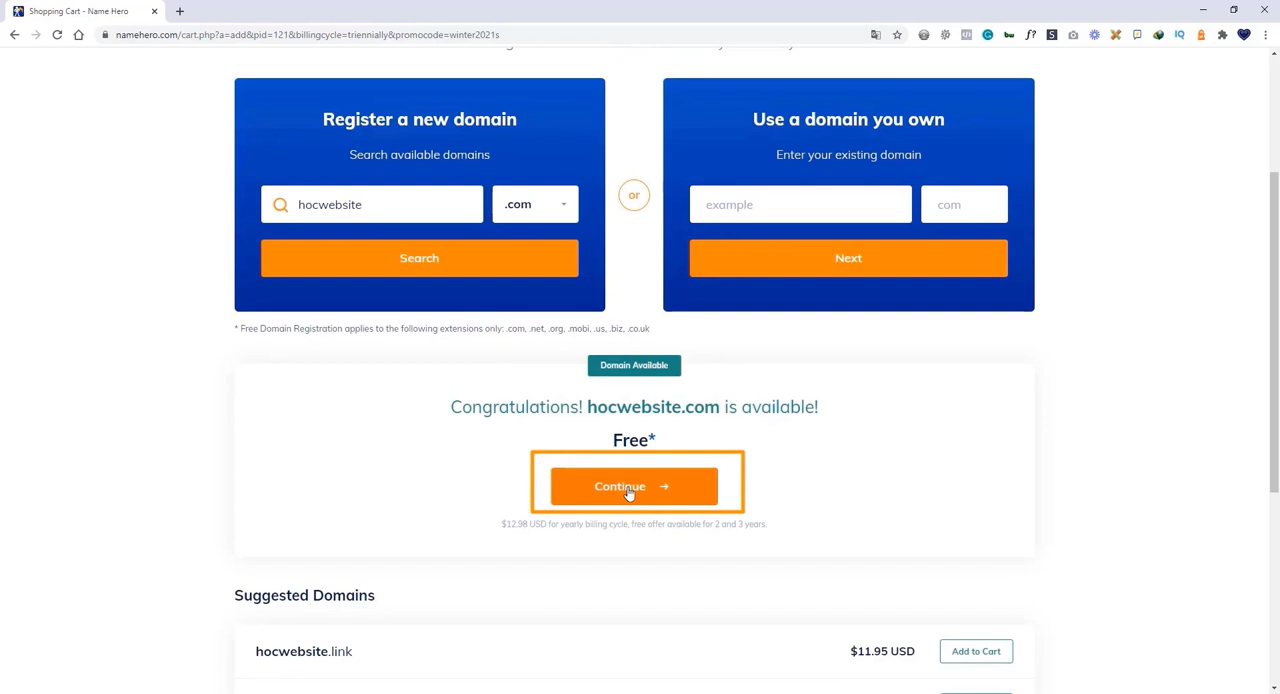 Shopping Cart - Name Hero
namehero.com/cart.php?a=add&pid=121&billingcycle=triennially&promocode=winter2021s
Register a new domain
Search available domains
hocwebsite
.com
Search
or
Use a domain you own
Enter your existing domain
example
com
Next
* Free Domain Registration applies to the following extensions only: .com, .net, .org, .mobi, .us, .biz, .co.uk
Domain Available
Congratulations! hocwebsite.com is available!
Free*
Continue →
$12.98 USD for yearly billing cycle, free offer available for 2 and 3 years.
Suggested Domains
hocwebsite.link
$11.95 USD
Add to Cart